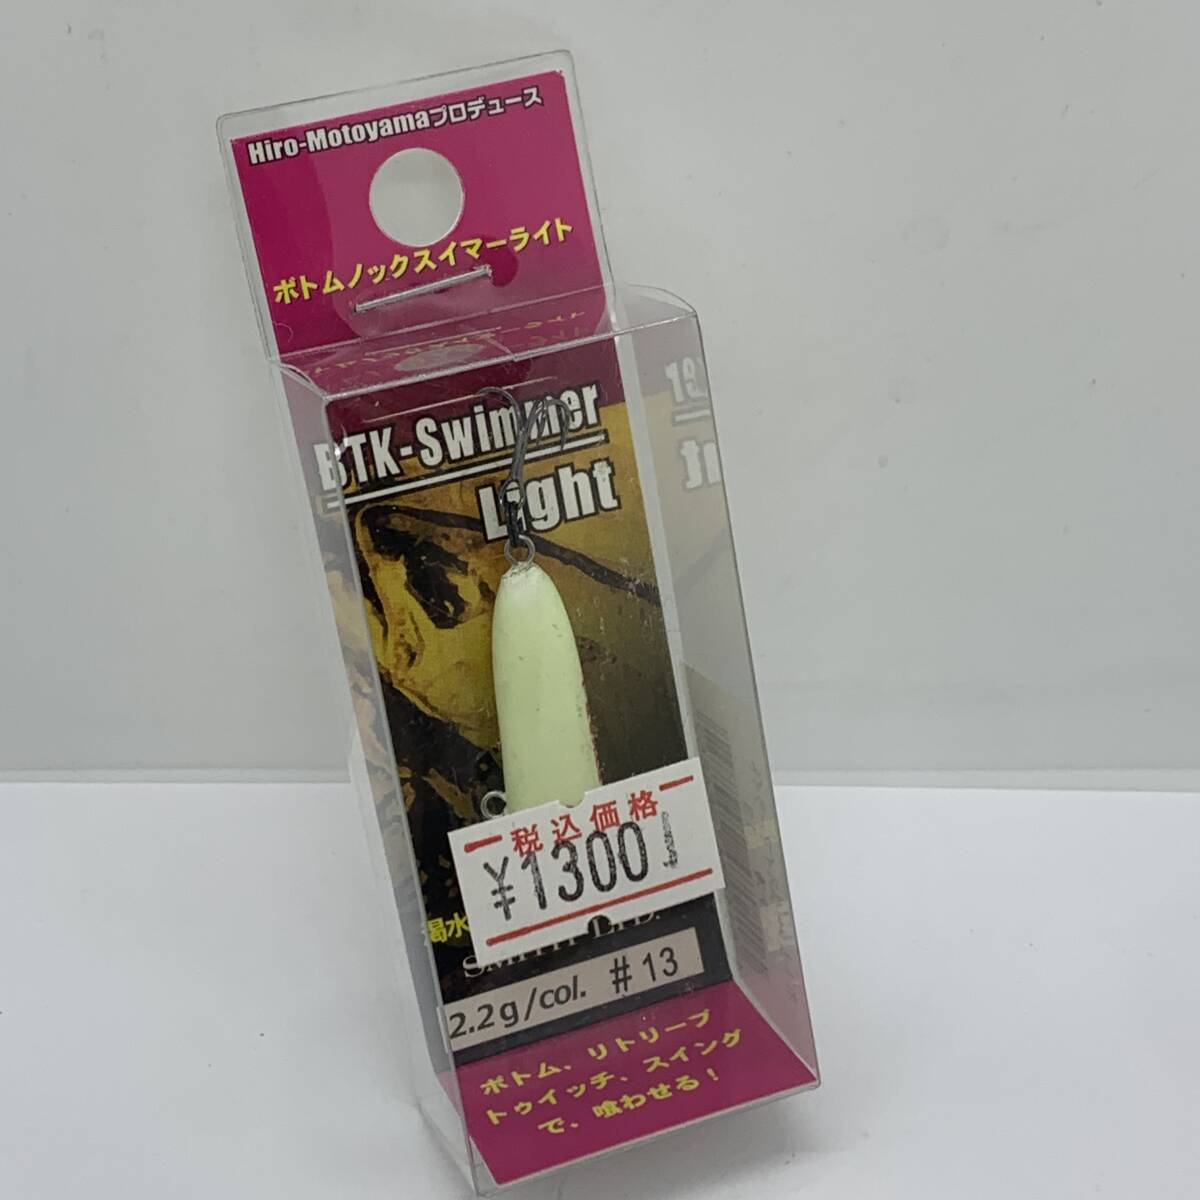 Hiro-Motoyamaプロデュース
ボトムノックスイマーライト
BTK-Swimmer
Light
税込価格
¥1300
渇水
SMITH LTD.
2.2g/col. #13
ボトム、リトリーブ
トゥイッチ、スイング
で、喰わせる!